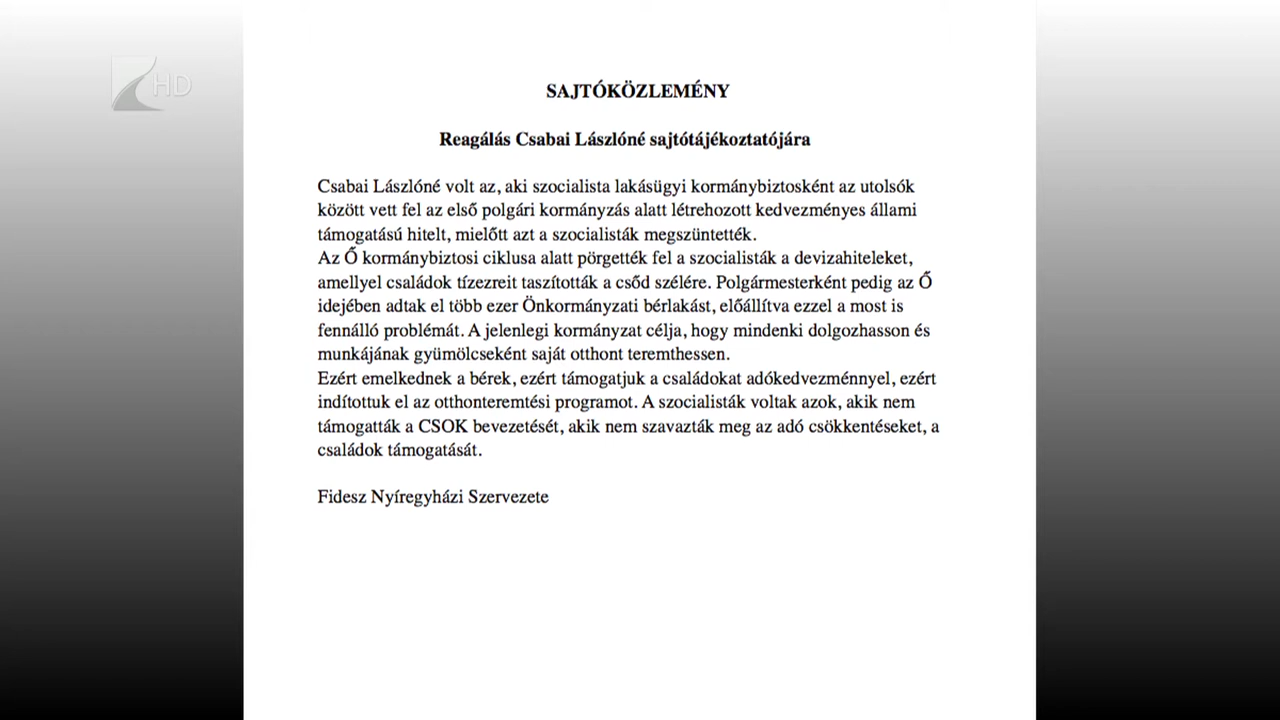 HD
SAJTÓKÖZLEMÉNY
Reagálás Csabai Lászlóné sajtótájékoztatójára
Csabai Lászlóné volt az, aki szocialista lakásügyi kormánybiztosként az utolsók
között vett fel az első polgári kormányzás alatt létrehozott kedvezményes állami
támogatású hitelt, mielőtt azt a szocialisták megszüntették.
Az Ő kormánybiztosi ciklusa alatt pörgették fel a szocialisták a devizahiteleket,
amellyel családok tízezreit taszították a csőd szélére. Polgármesterként pedig az Ő
idejében adtak el több ezer Önkormányzati bérlakást, előállítva ezzel a most is
fennálló problémát. A jelenlegi kormányzat célja, hogy mindenki dolgozhasson és
munkájának gyümölcseként saját otthont teremthessen.
Ezért emelkednek a bérek, ezért támogatjuk a családokat adókedvezménnyel, ezért
indítottuk el az otthonteremtési programot. A szocialisták voltak azok, akik nem
támogatták a CSOK bevezetését, akik nem szavazták meg az adó csökkentéseket, a
családok támogatását.
Fidesz Nyíregyházi Szervezete